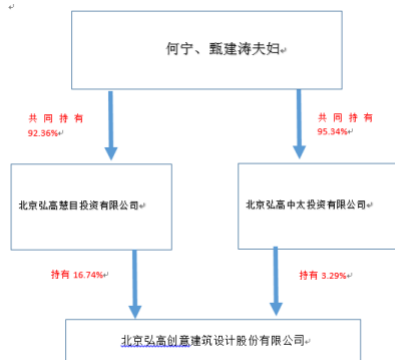 何宁、甄建涛夫妇
共同持有
92.36%
共同持有
95.34%
北京弘高慧目投资有限公司
北京弘高中太投资有限公司
持有 16.74%
持有 3.29%
北京弘高创意建筑设计股份有限公司